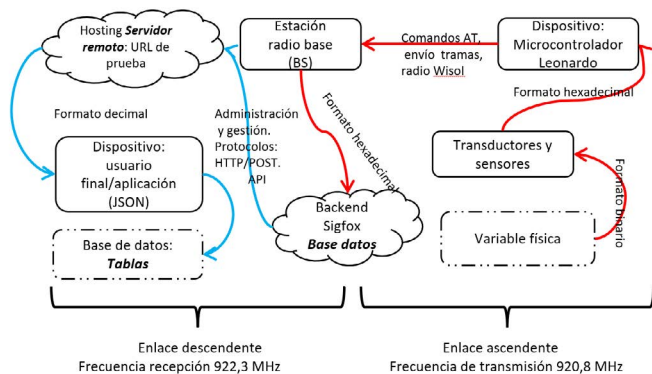 Hosting Servidor
remoto: URL de
prueba
Estación
radio base
(BS)
Comandos AT,
envío tramas,
radio Wisol
Dispositivo:
Microcontrolador
Leonardo
Formato hexadecimal
Formato decimal
Administración
y gestión.
Protocolos:
HTTP/POST.
API
Formato hexadecimal
Dispositivo:
usuario
final/aplicación
(JSON)
Transductores y
sensores
Formato binario
Backend
Sigfox
Base datos
Variable física
Base de datos:
Tablas
Enlace descendente
Frecuencia recepción 922,3 MHz
Enlace ascendente
Frecuencia de transmisión 920,8 MHz